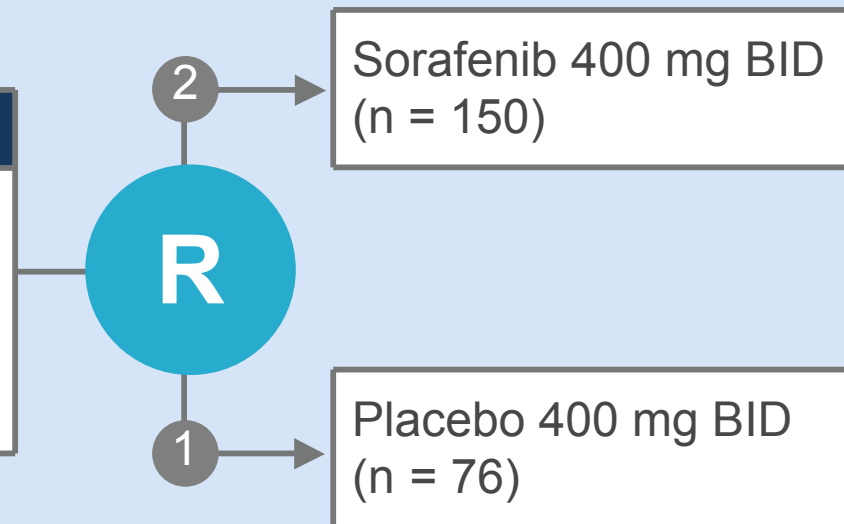 2
Sorafenib 400 mg BID
(n = 150)
R
1
Placebo 400 mg BID
(n = 76)